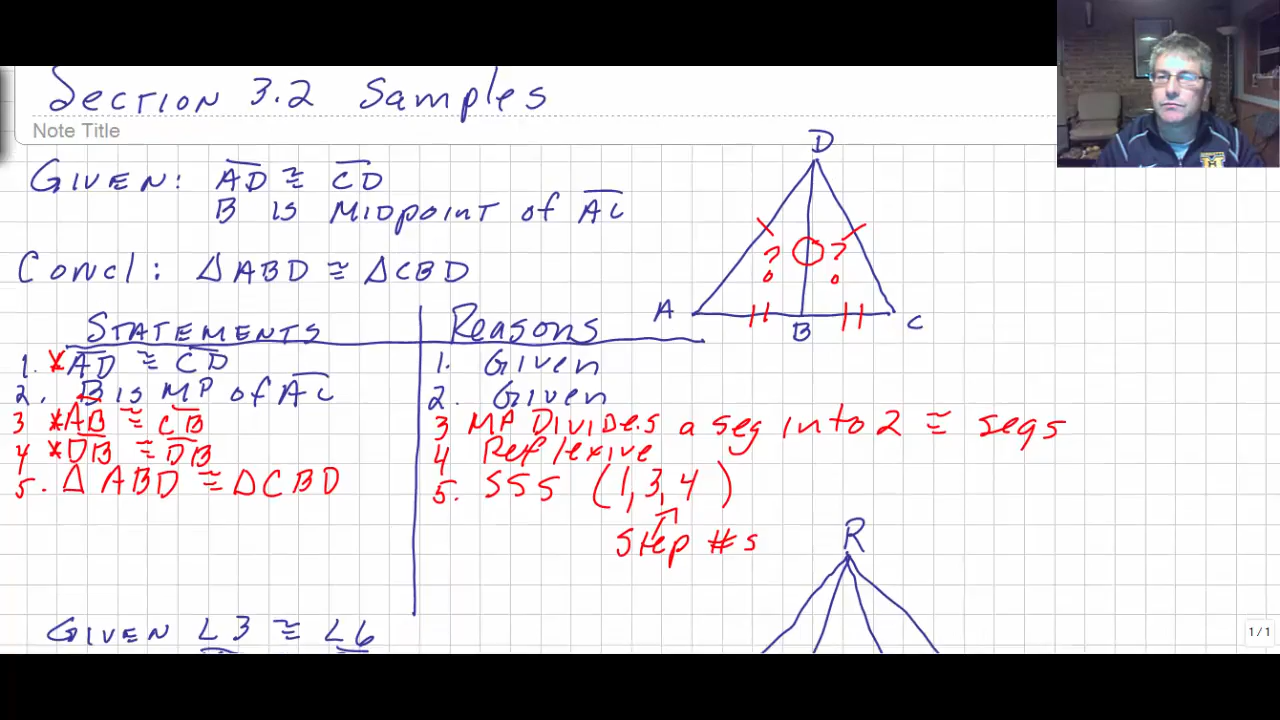 Section 3.2 Samples
Note Title
Given: AD ≅ CD
B is Midpoint of AC
Concl: △ABD ≅ △CBD
Statements Reasons
1. *AD ≅ CD 1. Given
2. B is MP of AC 2. Given
3 *AB ≅ CB 3 MP Divides a seg into 2 ≅ segs
4 *DB ≅ DB 4 Reflexive
5. △ABD ≅ △CBD 5. SSS (1,3,4)
Step #s
D
? ?
A B C
R
Given ∠3 ≅ ∠6
1/1